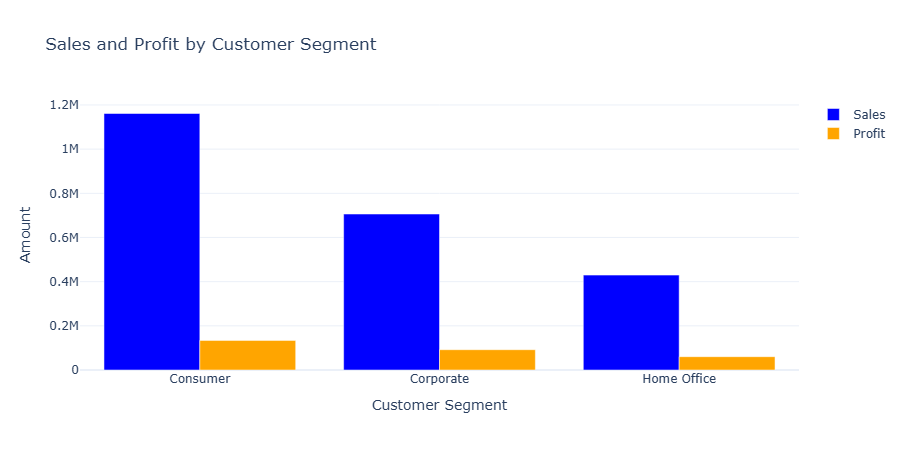 Sales and Profit by Customer Segment
1.2M
1M
0.8M
0.6M
0.4M
0.2M
0
Amount
Consumer
Corporate
Home Office
Customer Segment
Sales
Profit